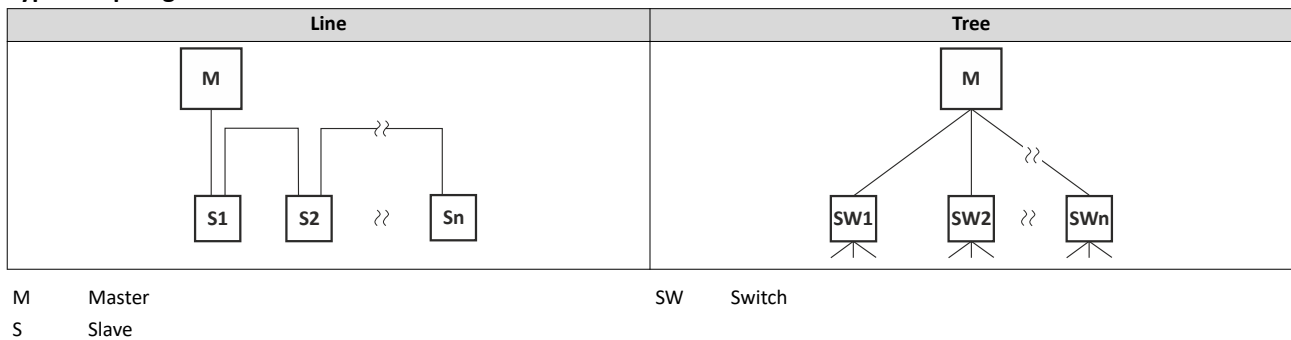 Line Tree
M M
S1 S2 Sn SW1 SW2 SWn
M Master SW Switch
S Slave